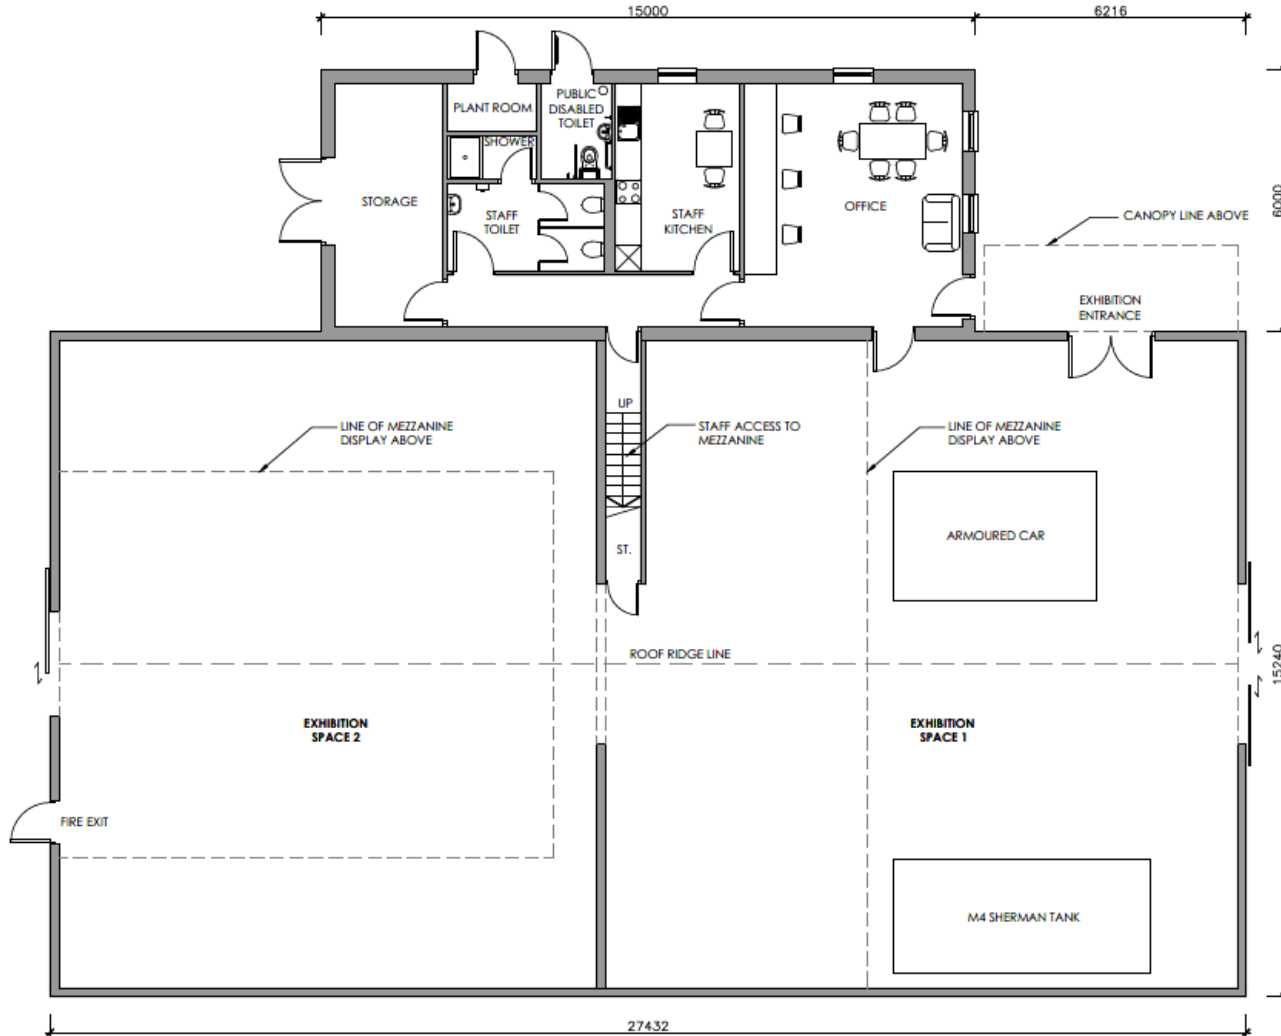 15000
6216
PLANT ROOM
PUBLIC
DISABLED
TOILET
SHOWER
STORAGE
STAFF
TOILET
STAFF
KITCHEN
OFFICE
6000
CANOPY LINE ABOVE
EXHIBITION
ENTRANCE
UP
LINE OF MEZZANINE
DISPLAY ABOVE
STAFF ACCESS TO
MEZZANINE
LINE OF MEZZANINE
DISPLAY ABOVE
ARMOURED CAR
ST.
ROOF RIDGE LINE
15240
EXHIBITION
SPACE 2
EXHIBITION
SPACE 1
FIRE EXIT
M4 SHERMAN TANK
27432